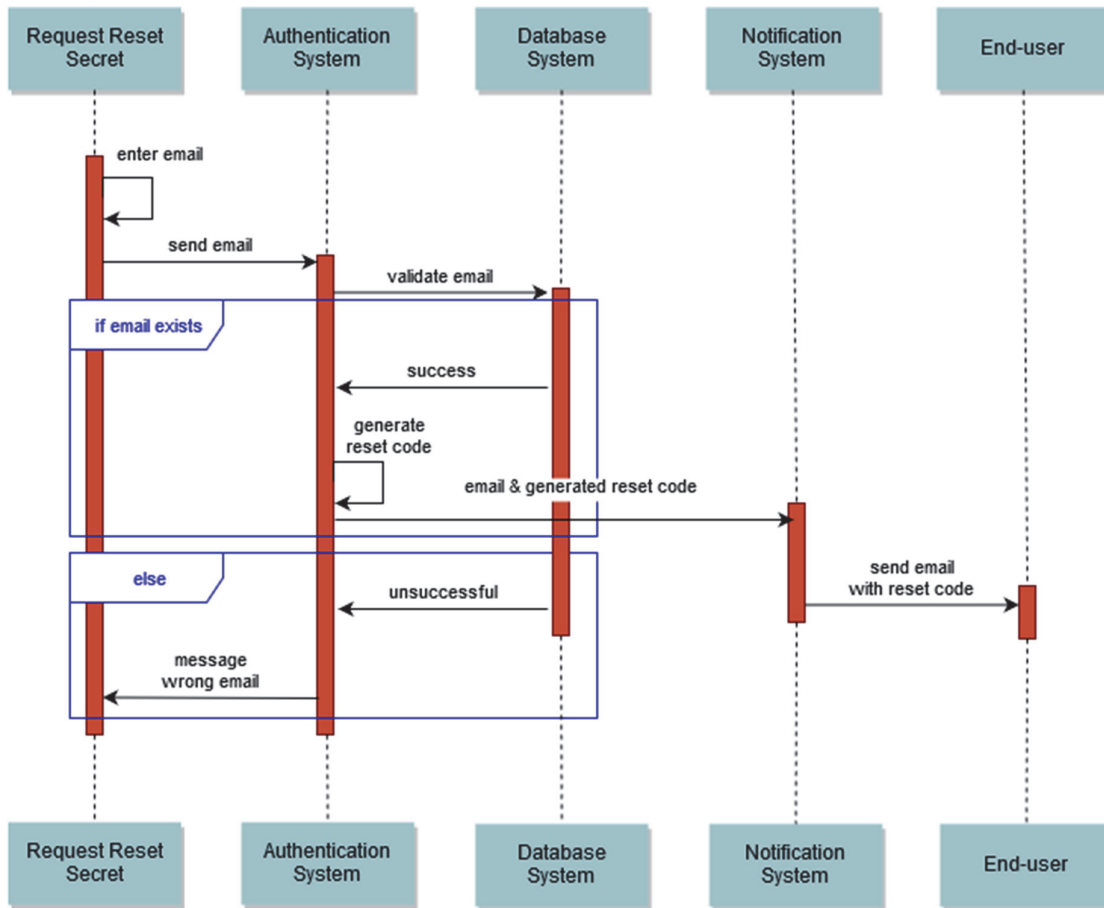 Request Reset
Secret
Authentication
System
Database
System
Notification
System
End-user
enter email
send email
validate email
if email exists
success
generate
reset code
email & generated reset code
send email
with reset code
else
unsuccessful
message
wrong email
Request Reset
Secret
Authentication
System
Database
System
Notification
System
End-user